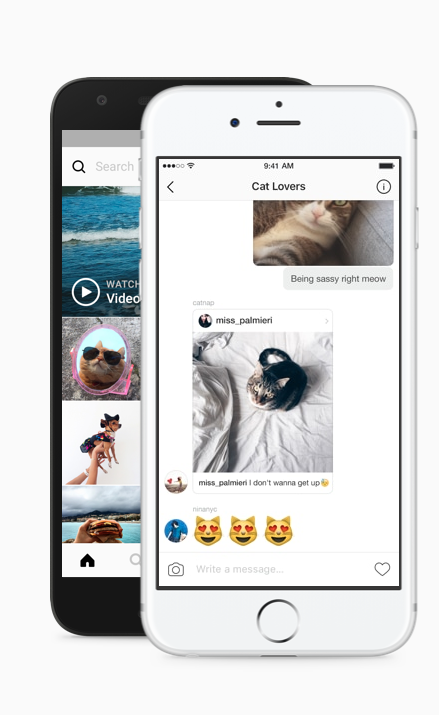 Search
WATCH
Video
9:41 AM
Cat Lovers
Being sassy right meow
catnap
miss_palmieri
miss_palmieri I don't wanna get up
ninanyc
Write a message...